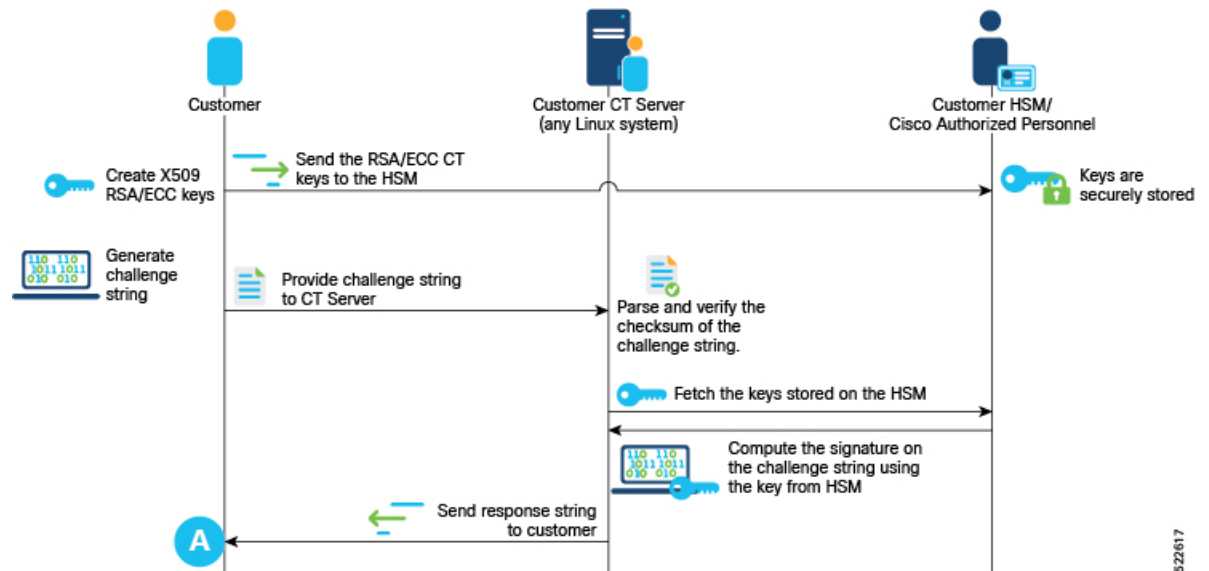 Customer
Customer CT Server
(any Linux system)
Customer HSM/
Cisco Authorized Personnel
Create X509
RSA/ECC keys
Send the RSA/ECC CT
keys to the HSM
Keys are
securely stored
110 110
1011 1011
010 010
Generate
challenge
string
Provide challenge string
to CT Server
Parse and verify the
checksum of the
challenge string.
Fetch the keys stored on the HSM
110 110
1011 1011
010 010
Compute the signature on
the challenge string using
the key from HSM
Send response string
to customer
A
522617